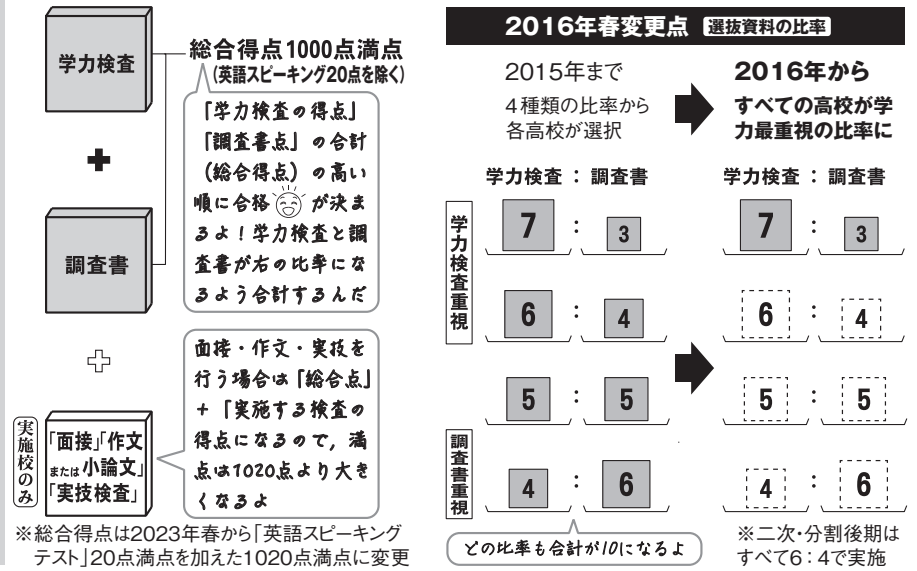 学力検査
✚
調査書
実施校のみ
「面接」「作文
または小論文」
「実技検査」
総合得点1000点満点
(英語スピーキング20点を除く)
「学力検査の得点」
「調査書点」の合計
(総合得点)の高い
順に合格が決ま
るよ!学力検査と調
査書が右の比率にな
るよう合計するんだ
面接・作文・実技を
行う場合は「総合点」
+「実施する検査の
得点になるので,満
点は1020点より大き
くなるよ
※総合得点は2023年春から「英語スピーキング
テスト」20点満点を加えた1020点満点に変更
2016年春変更点 選抜資料の比率
2015年まで
4種類の比率から
各高校が選択
2016年から
すべての高校が学
力最重視の比率に
学力検査:調査書
学力検査:調査書
学力検査重視
7:3
7:3
6:4
6:4
5:5
5:5
調査書重視
4:6
4:6
どの比率も合計が10になるよ
※二次・分割後期は
すべて6:4で実施